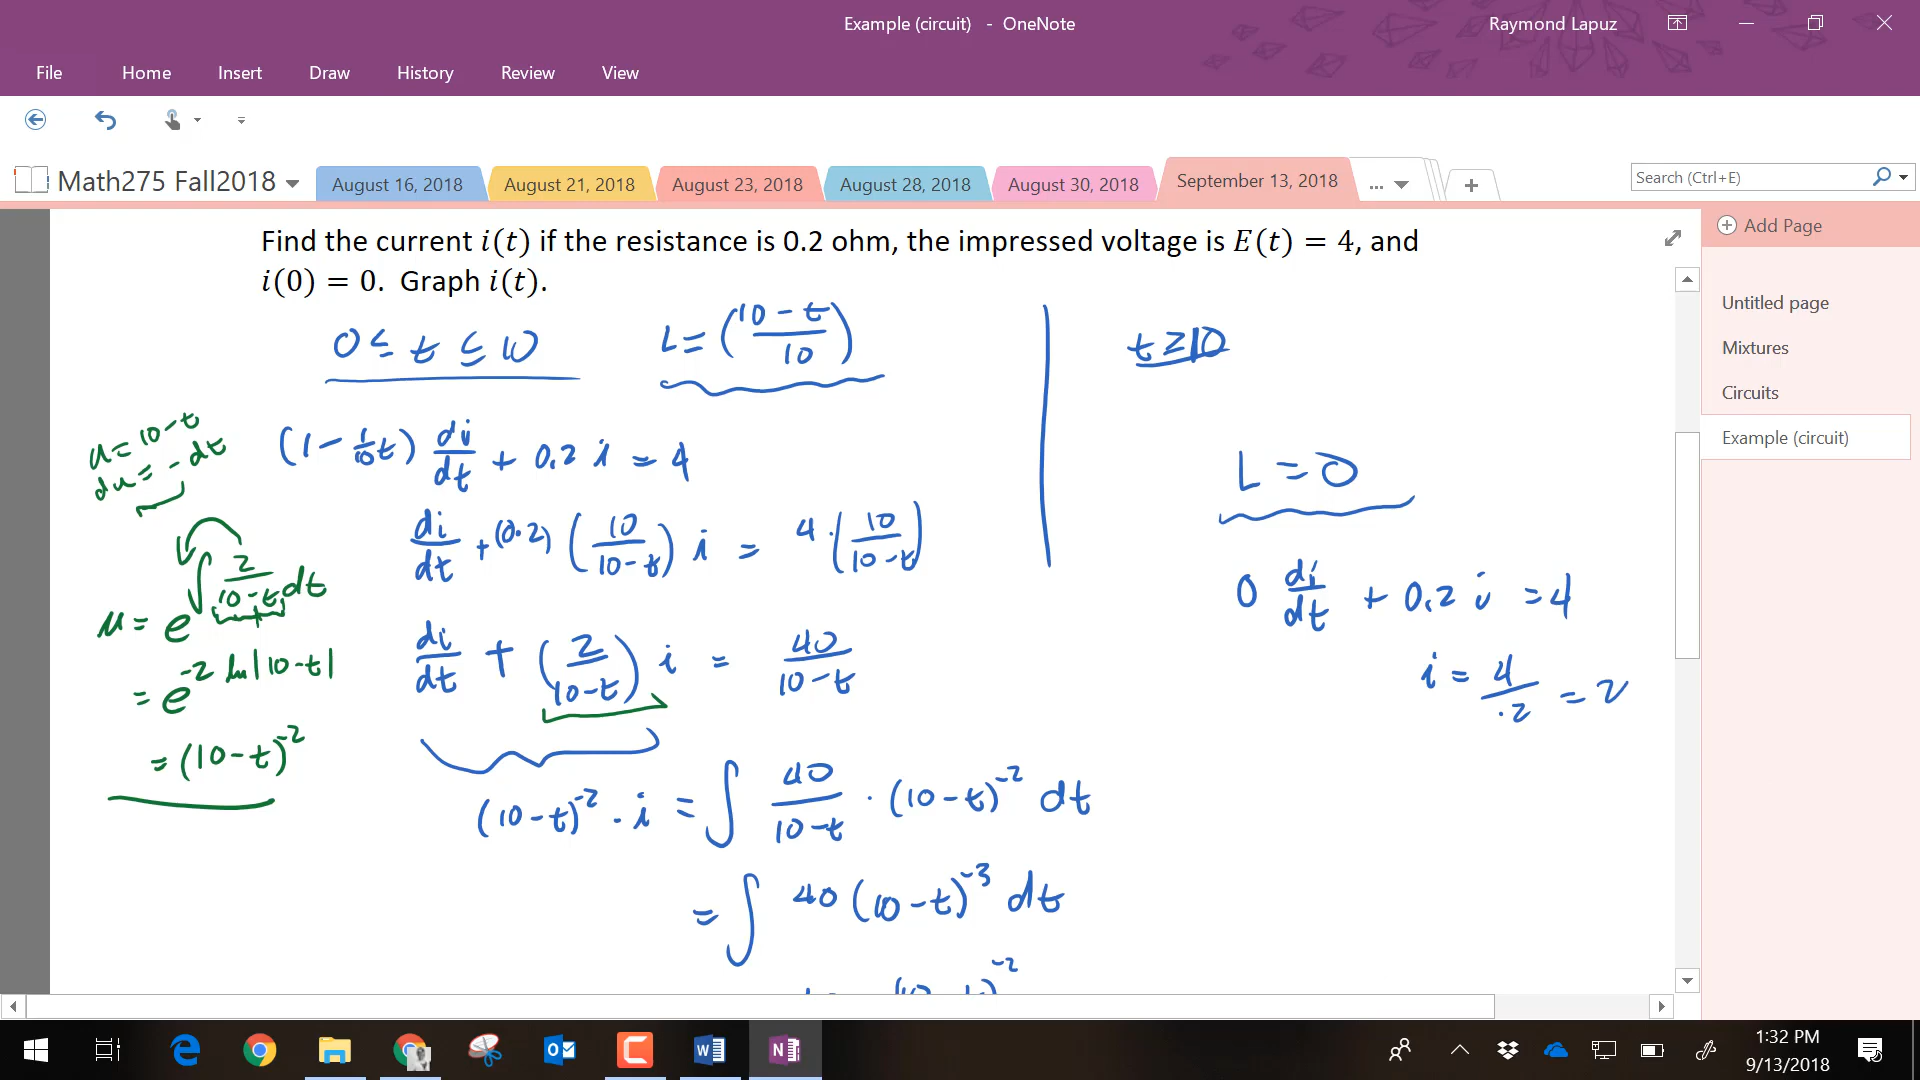 Example (circuit) - OneNote
Raymond Lapuz
File Home Insert Draw History Review View
Math275 Fall2018
August 16, 2018
August 21, 2018
August 23, 2018
August 28, 2018
August 30, 2018
September 13, 2018
...
Search (Ctrl+E)
Add Page
Untitled page
Mixtures
Circuits
Example (circuit)
Find the current i(t) if the resistance is 0.2 ohm, the impressed voltage is E(t) = 4, and
i(0) = 0. Graph i(t).
0 ≤ t ≤ 10
L = ((10 - t)/10)
(1 - 1/10 t) di/dt + 0.2 i = 4
di/dt + (0.2) (10/(10-t)) i = 4 · (10/(10-t))
di/dt + (2/(10-t)) i = 40/(10-t)
(10-t)^-2 · i = ∫ 40/(10-t) · (10-t)^-2 dt
= ∫ 40 (10-t)^-3 dt
u = 10-t
du = -dt
μ = e^∫ 2/(10-t) dt
= e^-2 ln|10-t|
= (10-t)^-2
t ≥ 10
L = 0
0 di/dt + 0.2 i = 4
i = 4/.2 = 2
1:32 PM
9/13/2018